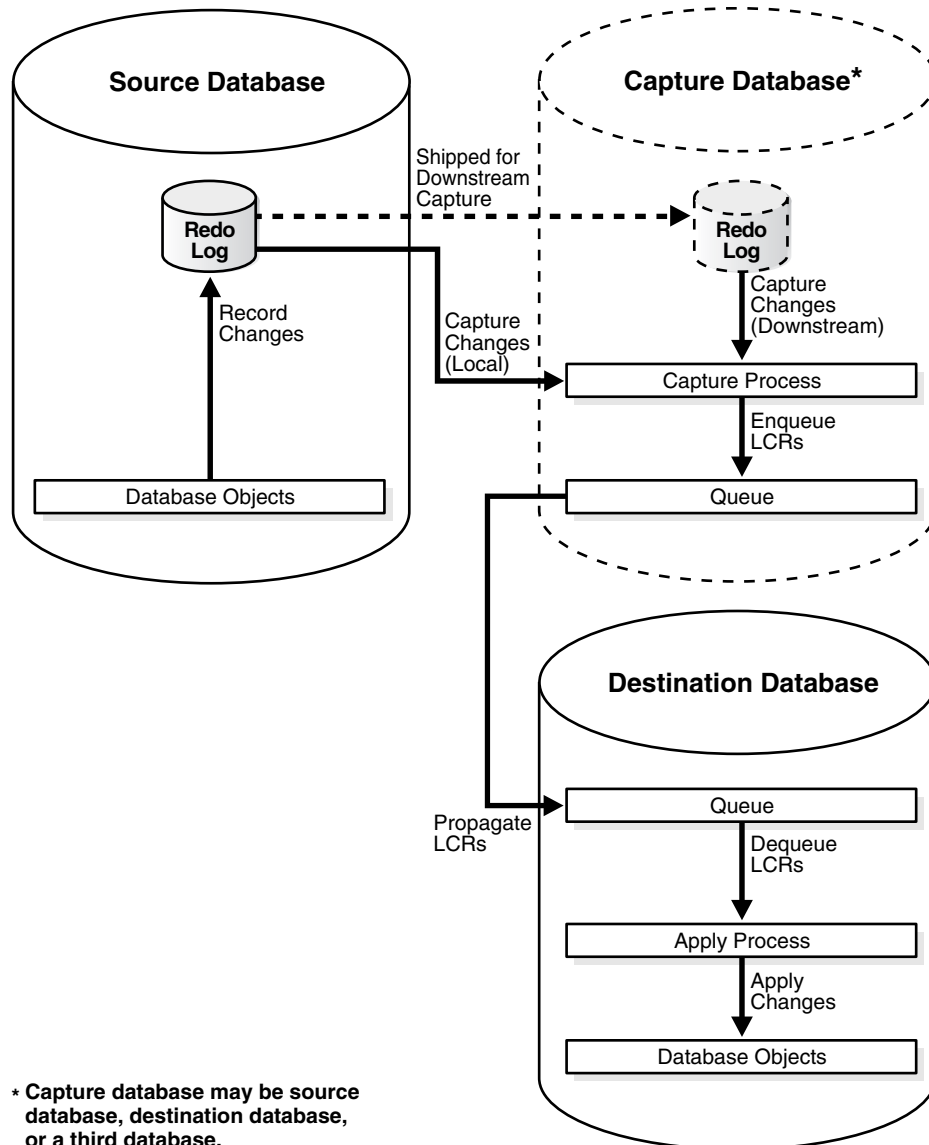 Source Database
Capture Database*
Shipped for
Downstream
Capture
Redo
Log
Redo
Log
Record
Changes
Capture
Changes
(Local)
Capture
Changes
(Downstream)
Capture Process
Enqueue
LCRs
Database Objects
Queue
Destination Database
Propagate
LCRs
Queue
Dequeue
LCRs
Apply Process
Apply
Changes
Database Objects
* Capture database may be source
database, destination database,
or a third database.